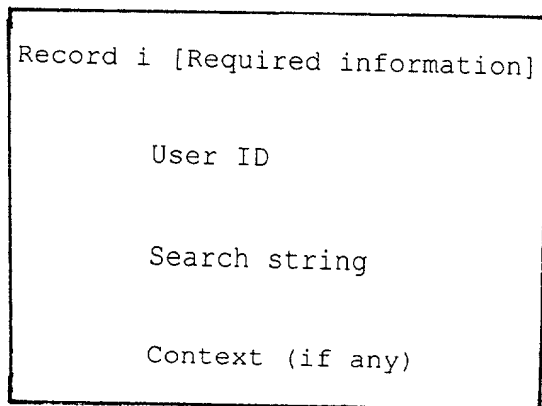 Record i [Required information]
User ID
Search string
Context (if any)